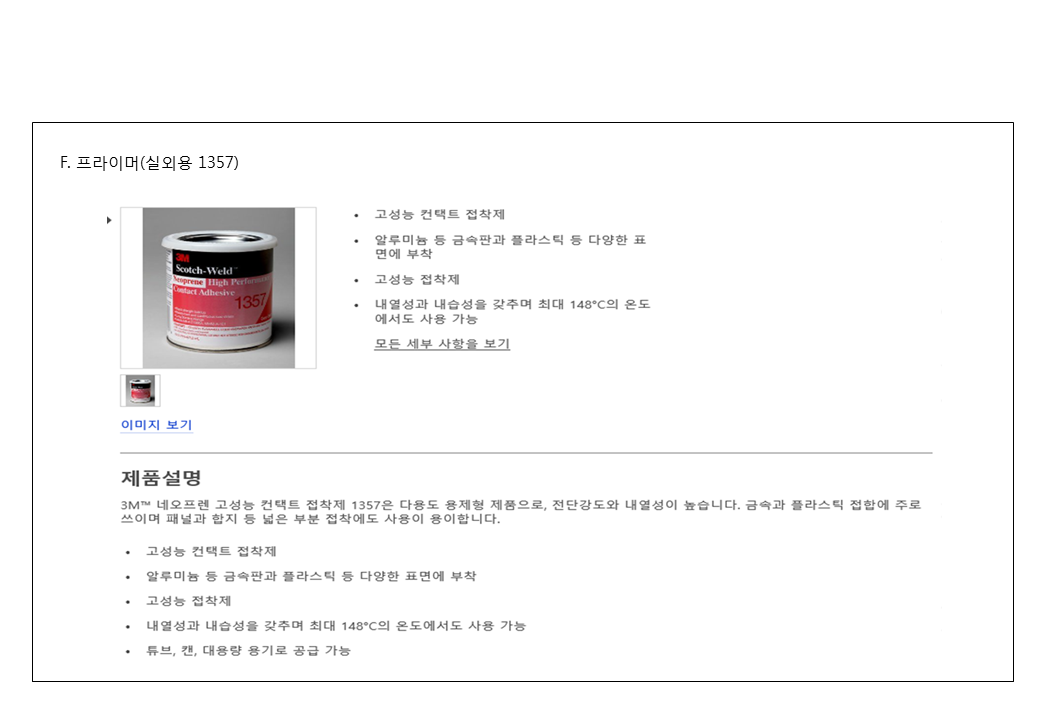 F. 프라이머(실외용 1357)
• 고성능 컨택트 접착제
• 알루미늄 등 금속판과 플라스틱 등 다양한 표
면에 부착
• 고성능 접착제
• 내열성과 내습성을 갖추며 최대 148°C의 온도
에서도 사용 가능
모든 세부 사항을 보기
3M
Scotch-Weld™
Neoprene High Performance
Contact Adhesive
1357
이미지 보기
제품설명
3M™ 네오프렌 고성능 컨택트 접착제 1357은 다용도 용제형 제품으로, 전단강도와 내열성이 높습니다. 금속과 플라스틱 접합에 주로
쓰이며 패널과 합지 등 넓은 부분 접착에도 사용이 용이합니다.
• 고성능 컨택트 접착제
• 알루미늄 등 금속판과 플라스틱 등 다양한 표면에 부착
• 고성능 접착제
• 내열성과 내습성을 갖추며 최대 148°C의 온도에서도 사용 가능
• 튜브, 캔, 대용량 용기로 공급 가능